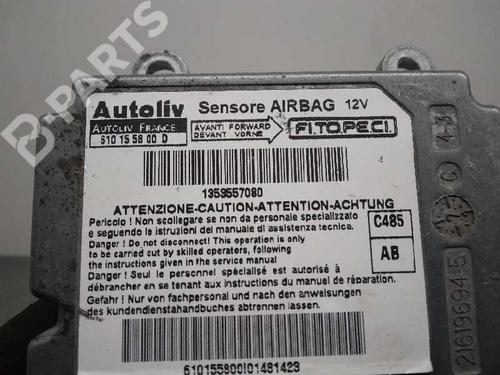 B-PARTS
Autoliv
AUTOLIV FRANCE
610 15 58 00 D
Sensore AIRBAG 12V
AVANTI FORWARD
DEVANT VORNE
FI.TO.PE.CI.
1353557080
ATTENZIONE-CAUTION-ATTENTION-ACHTUNG
Pericolo ! Non scollegare se non da personale specializzato
e seguendo le istruzioni del manuale di assistenza tecnica.
Danger ! Do not disconnect! This operation is only
to be carried cut by skilled operators, following
the instructions given in the service manual
Danger ! Seul le personnel spécialisé est autorisé à
débrancher en se tenant aux instructions du manuel de réparation.
Gefahr ! Nur von fachpersonal und nach den anweisungen
des kundendienstahdbuches abtrennen lassen.
C485
AB
610155800I01481423
21619694-5